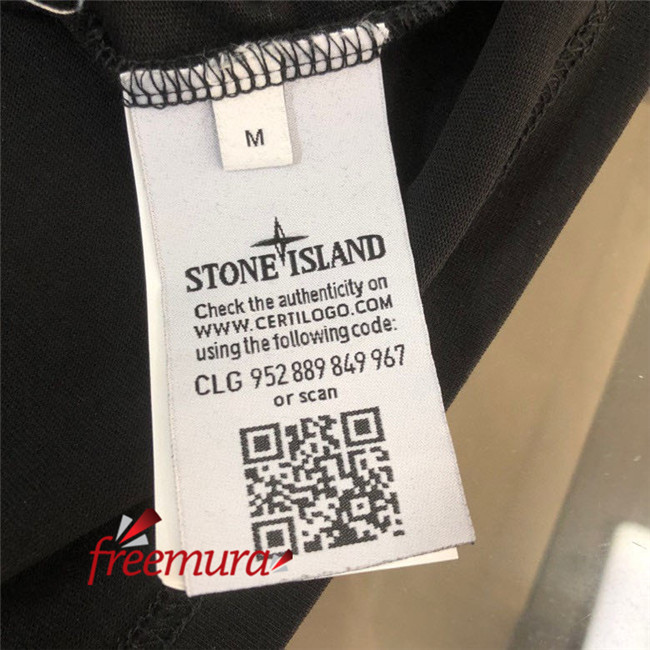 M
STONE ISLAND
Check the authenticity on
WWW.CERTILOGO.COM
using the following code:
CLG 952 889 849 967
or scan
freemura